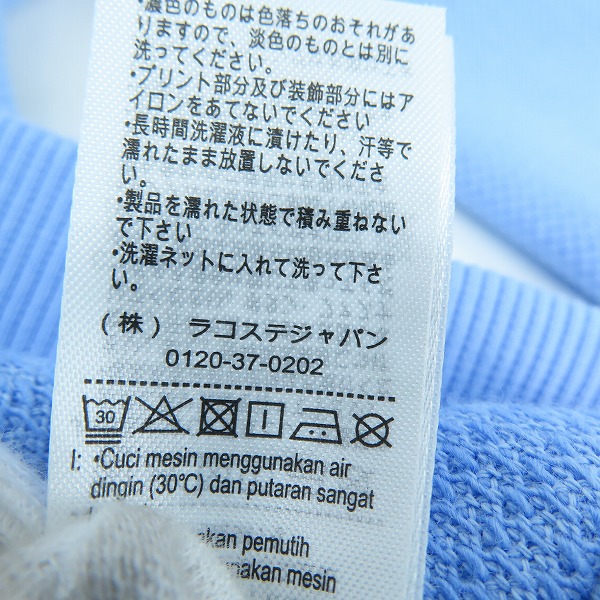 ・濃色のものは色落ちのおそれがあ
りますので、淡色のものとは別に
洗ってください。
・プリント部分及び装飾部分にはア
イロンをあてないでください
・長時間洗濯液に漬けたり、汗等で
濡れたまま放置しないでくださ
い。
・製品を濡れた状態で積み重ねない
で下さい
・洗濯ネットに入れて洗って下さ
い。
(株) ラコステジャパン
0120-37-0202
30
I: •Cuci mesin menggunakan air
dingin (30℃) dan putaran sangat
pemutih
mesin